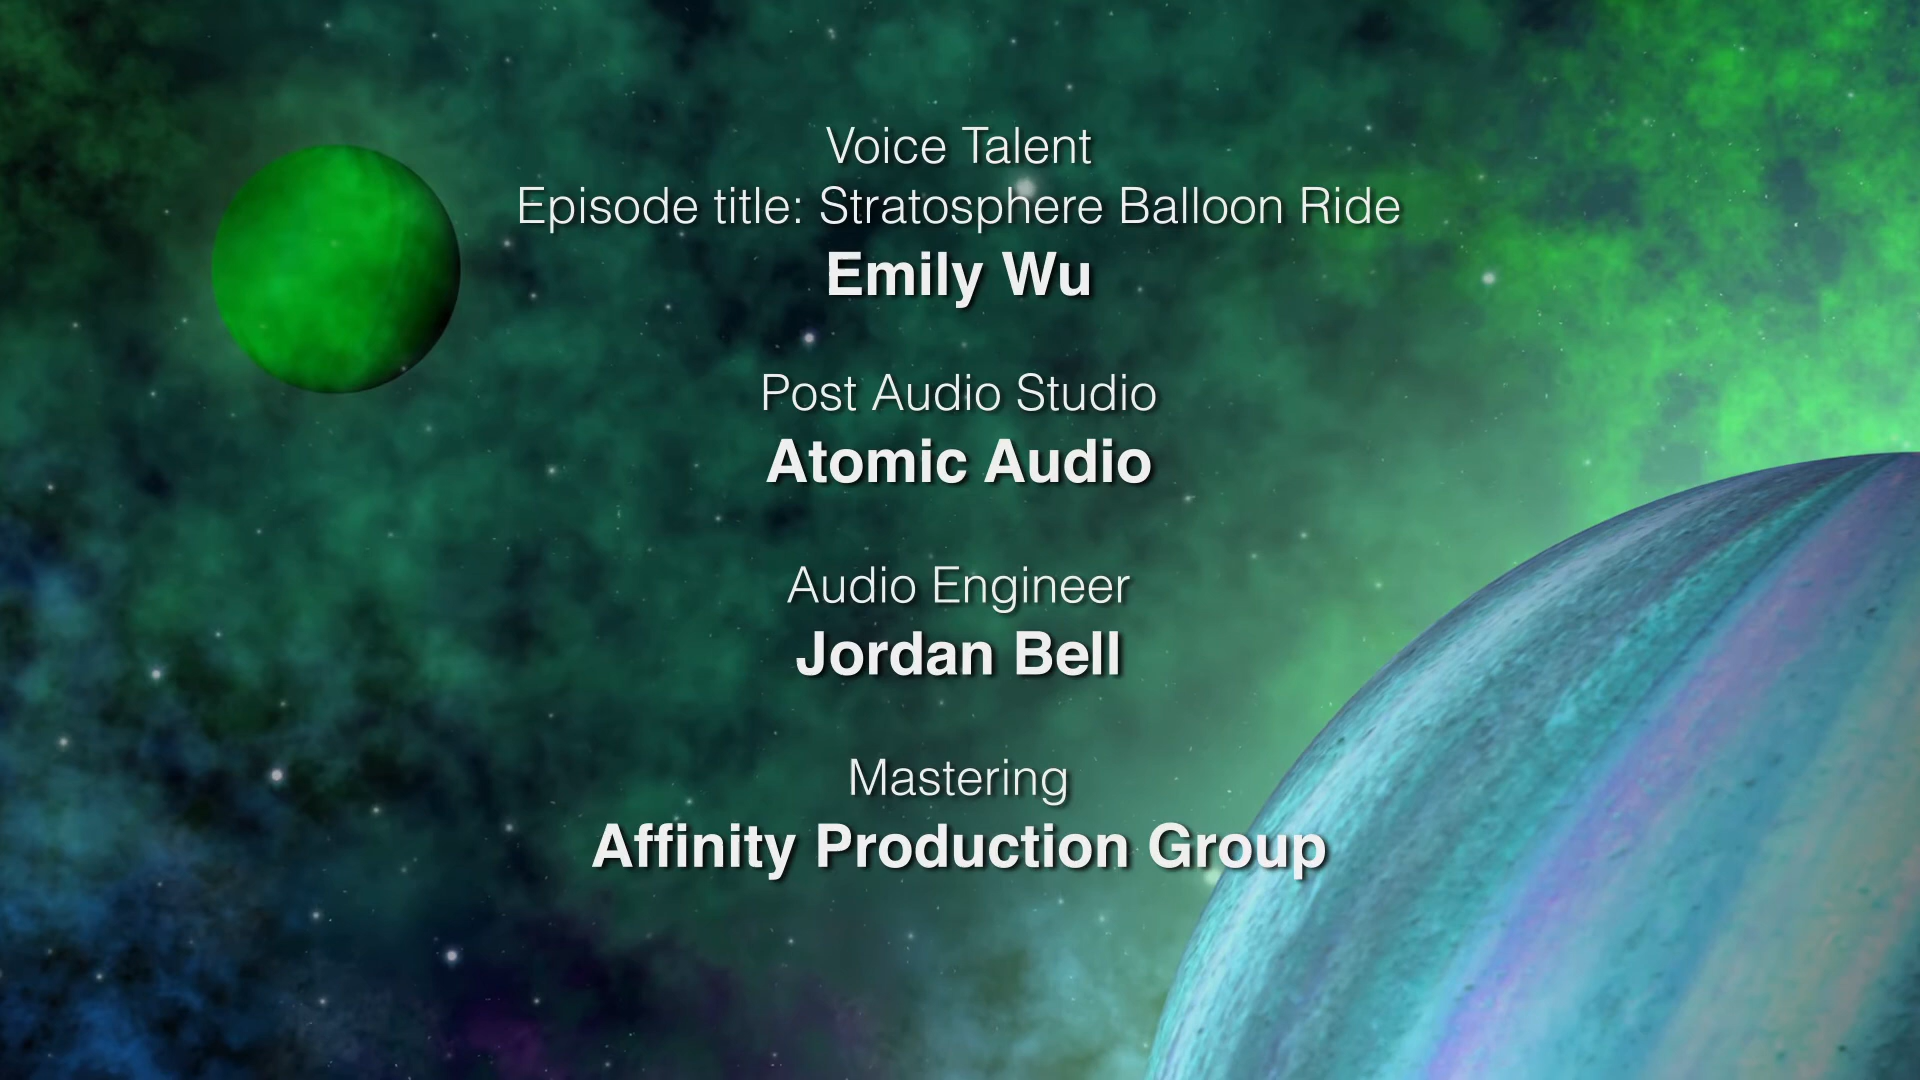 Voice Talent
Episode title: Stratosphere Balloon Ride
Emily Wu
Post Audio Studio
Atomic Audio
Audio Engineer
Jordan Bell
Mastering
Affinity Production Group